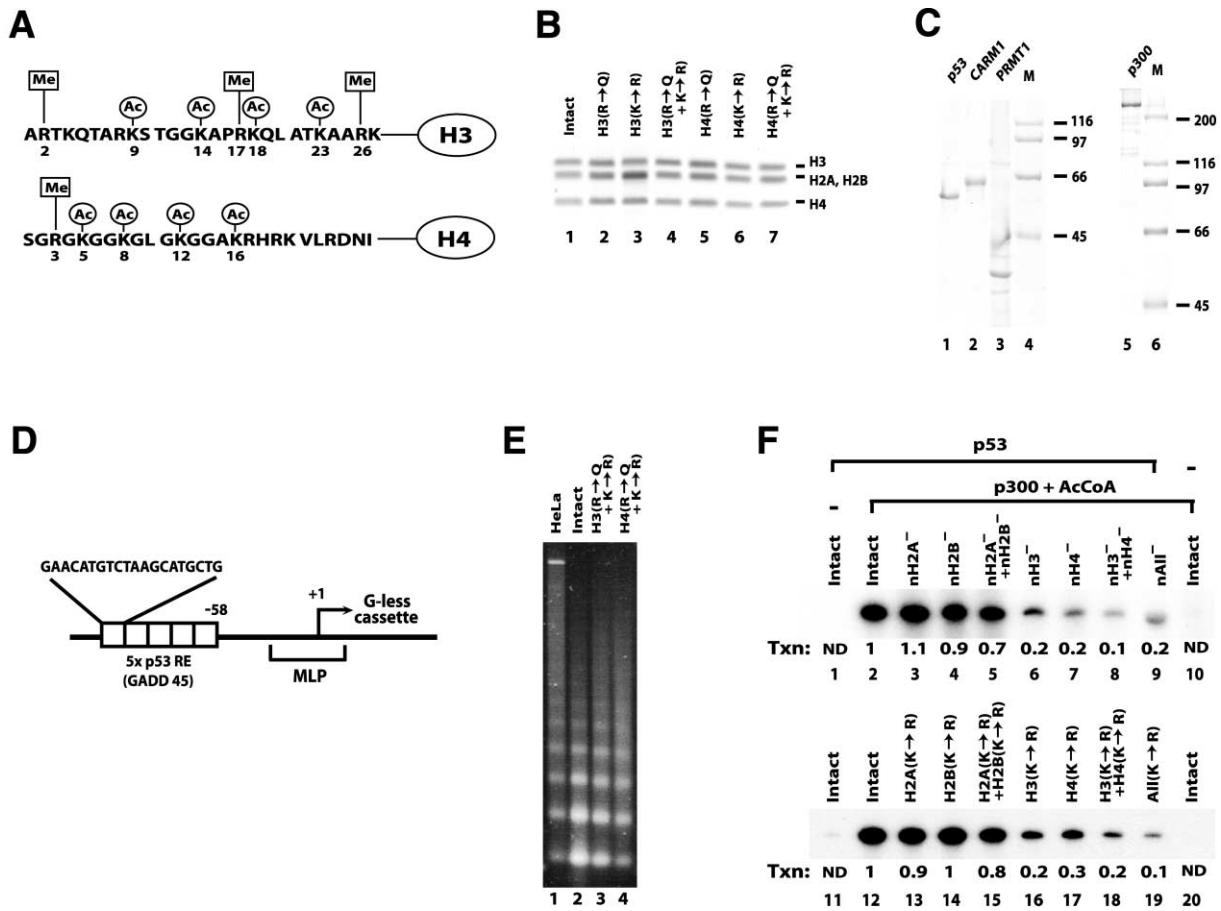 A
Me
Me
Me
Ac
Ac
Ac
Ac
ARTKQTARKS TGGKAPRKQL ATKAARK
H3
2 9 14 17 18 23 26
Me
Ac
Ac
Ac
Ac
SGRGKGGKGL GKGGAKRHRK VLRDNI
H4
3 5 8 12 16
B
Intact
H3(R→Q)
H3(K→R)
H3(R→Q
+ K→R)
H4(R→Q)
H4(K→R)
H4(R→Q
+ K→R)
H3
H2A, H2B
H4
1 2 3 4 5 6 7
C
p53
CARM1
PRMT1
M
116
97
66
45
1 2 3 4
p300
M
200
116
97
66
45
5 6
D
GAACATGTCTAAGCATGCTG
-58
+1
G-less
cassette
5x p53 RE
(GADD 45)
MLP
E
HeLa
Intact
H3(R→Q
+ K→R)
H4(R→Q
+ K→R)
1 2 3 4
F
p53
–
p300 + AcCoA
–
Intact
Intact
nH2A⁻
nH2B⁻
nH2A⁻
+nH2B⁻
nH3⁻
nH4⁻
nH3⁻
+nH4⁻
nAll⁻
Intact
Txn: ND 1 1.1 0.9 0.7 0.2 0.2 0.1 0.2 ND
1 2 3 4 5 6 7 8 9 10
Intact
Intact
H2A(K→R)
H2B(K→R)
H2A(K→R)
+H2B(K→R)
H3(K→R)
H4(K→R)
H3(K→R)
+H4(K→R)
All(K→R)
Intact
Txn: ND 1 0.9 1 0.8 0.2 0.3 0.2 0.1 ND
11 12 13 14 15 16 17 18 19 20